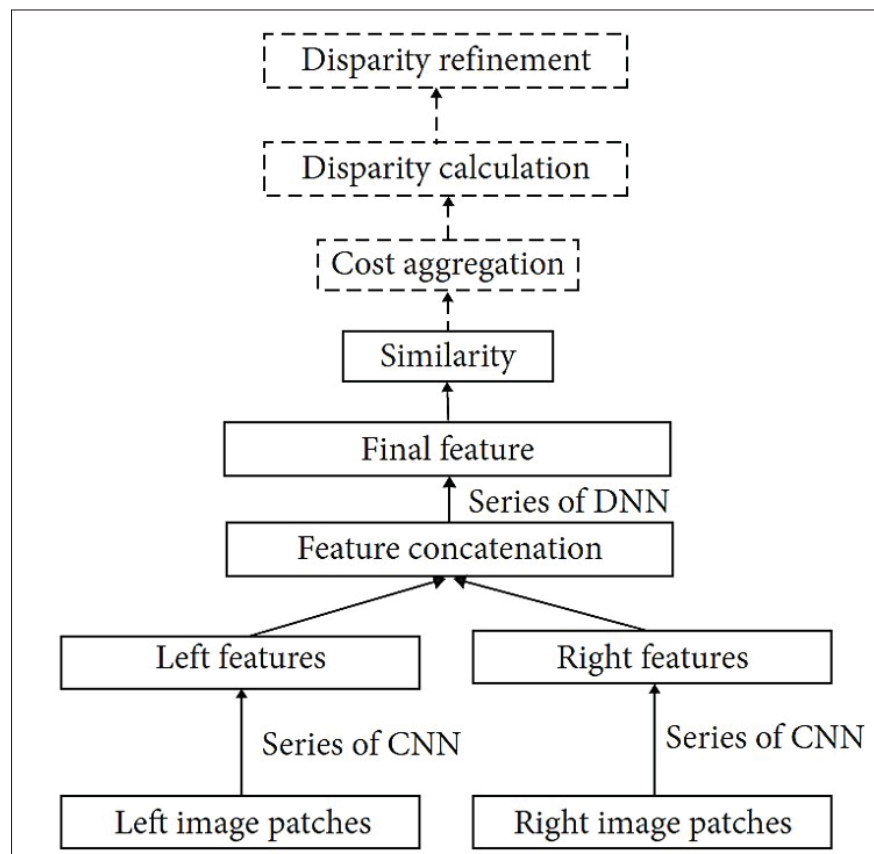 Disparity refinement
Disparity calculation
Cost aggregation
Similarity
Final feature
Series of DNN
Feature concatenation
Left features
Right features
Series of CNN
Series of CNN
Left image patches
Right image patches